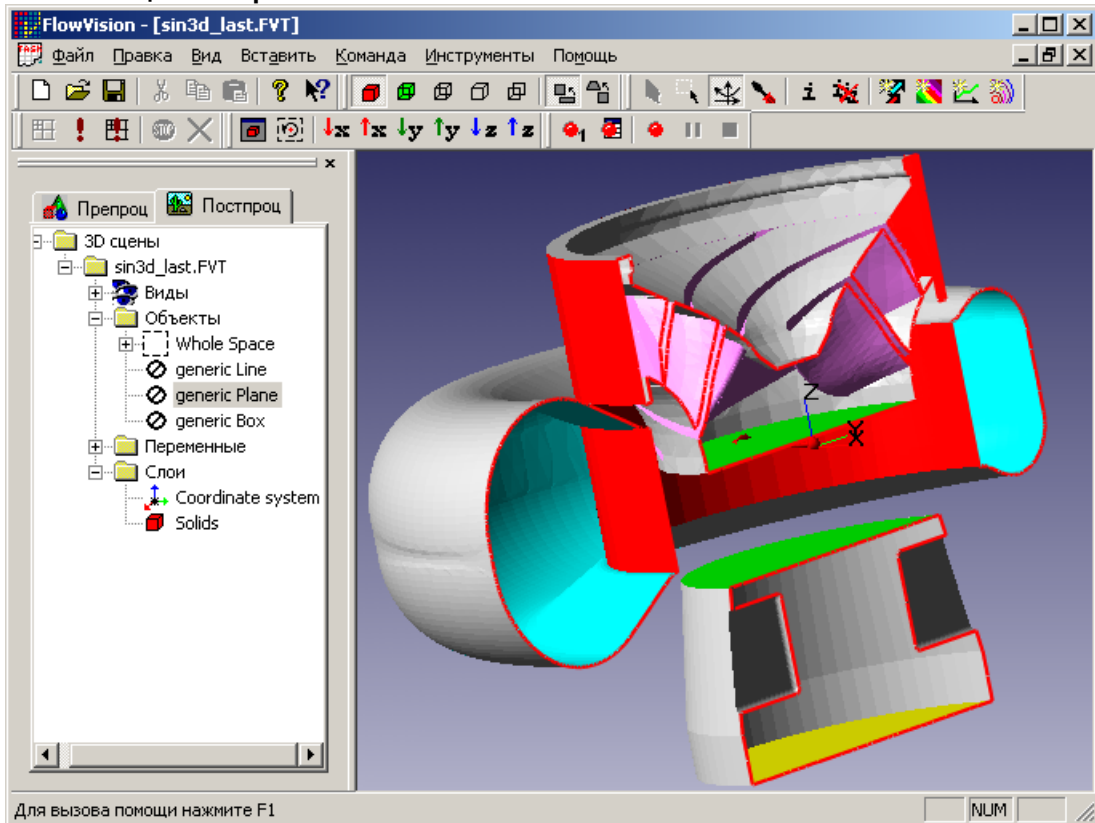 FlowVision - [sin3d_last.FVT]
Файл Правка Вид Вставить Команда Инструменты Помощь
x x y y z z 1
Препроц Постпроц
3D сцены
sin3d_last.FVT
Виды
Объекты
Whole Space
generic Line
generic Plane
generic Box
Переменные
Слои
Coordinate system
Solids
Z
Для вызова помощи нажмите F1 NUM